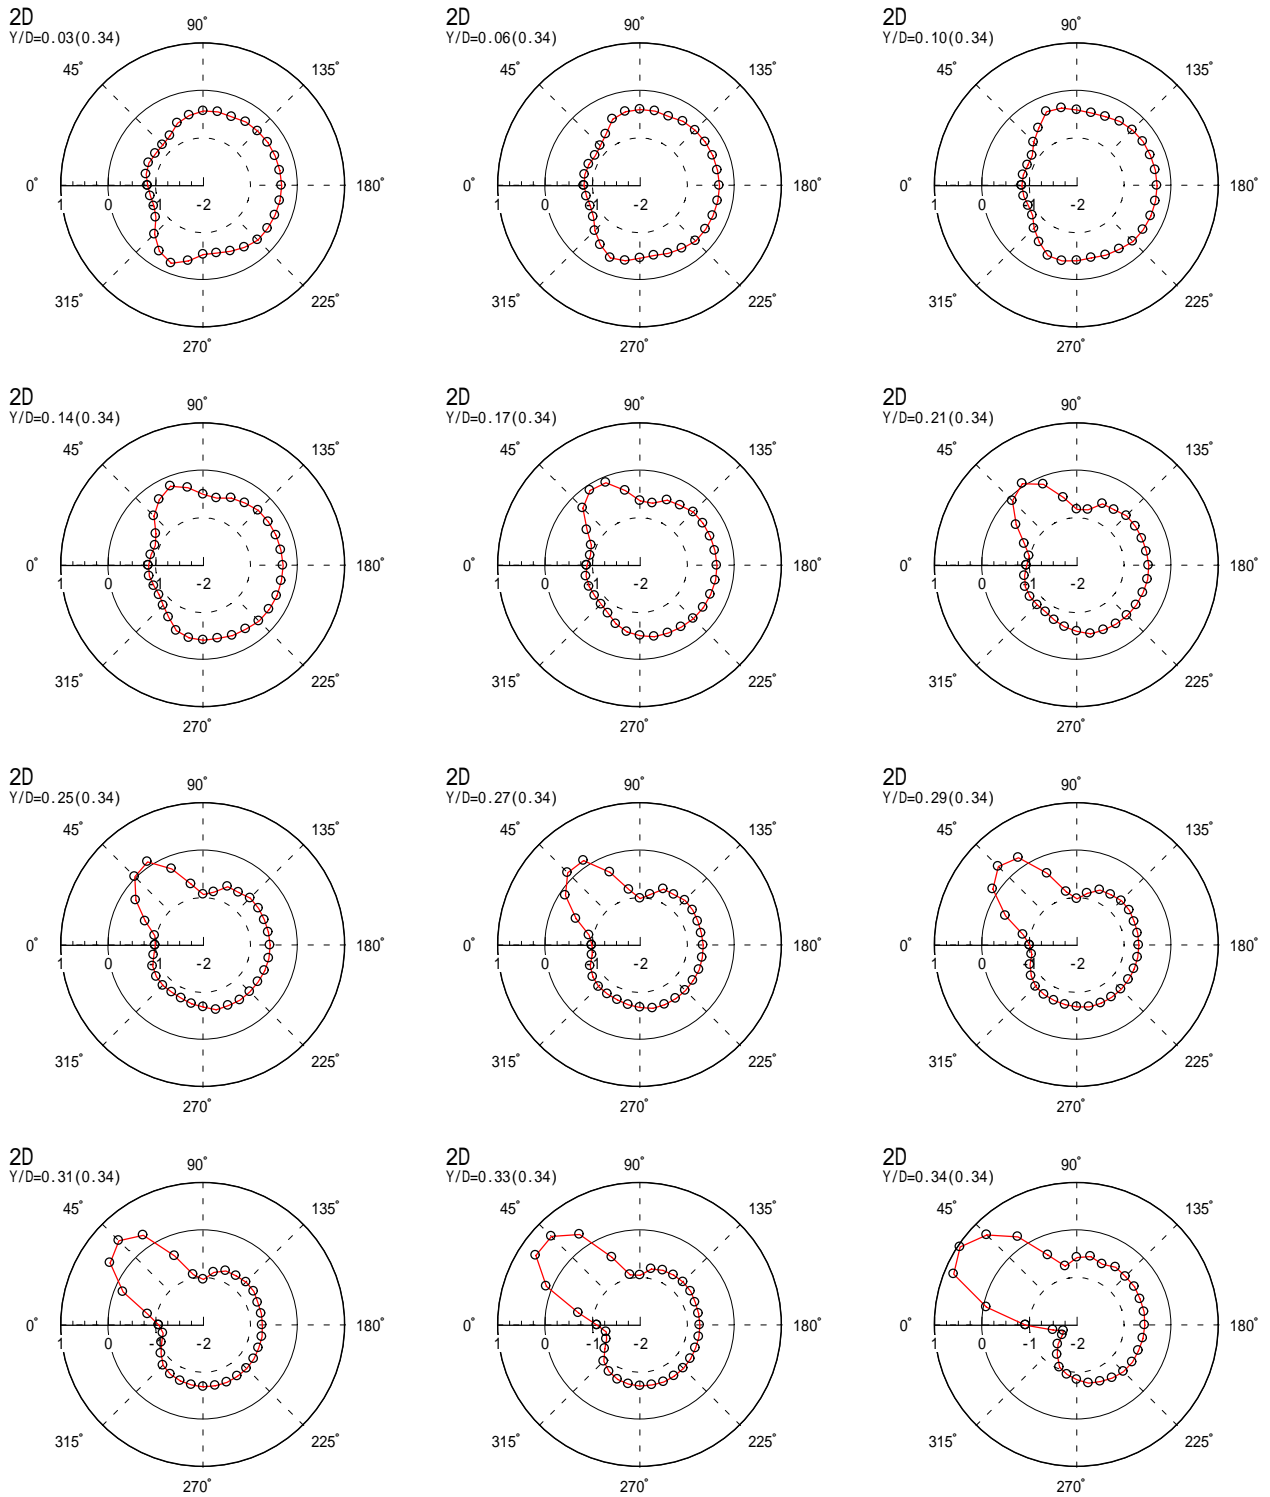 2D
Y/D=0.03(0.34)
90°
45°
135°
0°
180°
1 0 -1 -2
315°
225°
270°
2D
Y/D=0.06(0.34)
90°
45°
135°
0°
180°
1 0 -1 -2
315°
225°
270°
2D
Y/D=0.10(0.34)
90°
45°
135°
0°
180°
1 0 -1 -2
315°
225°
270°
2D
Y/D=0.14(0.34)
90°
45°
135°
0°
180°
1 0 -1 -2
315°
225°
270°
2D
Y/D=0.17(0.34)
90°
45°
135°
0°
180°
1 0 -1 -2
315°
225°
270°
2D
Y/D=0.21(0.34)
90°
45°
135°
0°
180°
1 0 -1 -2
315°
225°
270°
2D
Y/D=0.25(0.34)
90°
45°
135°
0°
180°
1 0 -1 -2
315°
225°
270°
2D
Y/D=0.27(0.34)
90°
45°
135°
0°
180°
1 0 -1 -2
315°
225°
270°
2D
Y/D=0.29(0.34)
90°
45°
135°
0°
180°
1 0 -1 -2
315°
225°
270°
2D
Y/D=0.31(0.34)
90°
45°
135°
0°
180°
1 0 -1 -2
315°
225°
270°
2D
Y/D=0.33(0.34)
90°
45°
135°
0°
180°
1 0 -1 -2
315°
225°
270°
2D
Y/D=0.34(0.34)
90°
45°
135°
0°
180°
1 0 -1 -2
315°
225°
270°